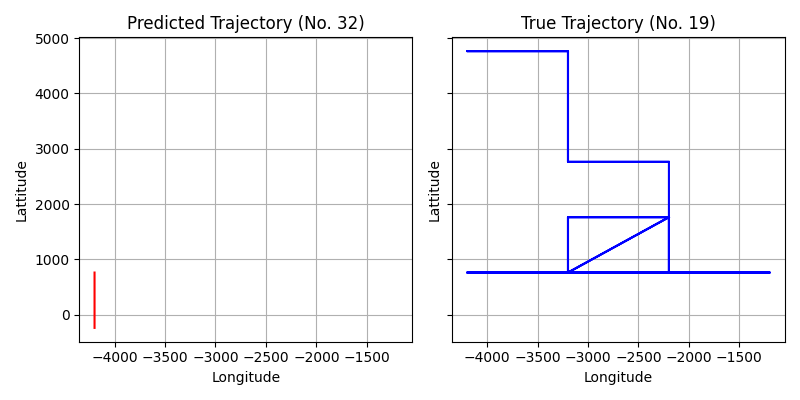 Predicted Trajectory (No. 32)
True Trajectory (No. 19)
5000
4000
3000
2000
1000
0
Lattitude
Lattitude
−4000 −3500 −3000 −2500 −2000 −1500
−4000 −3500 −3000 −2500 −2000 −1500
Longitude
Longitude